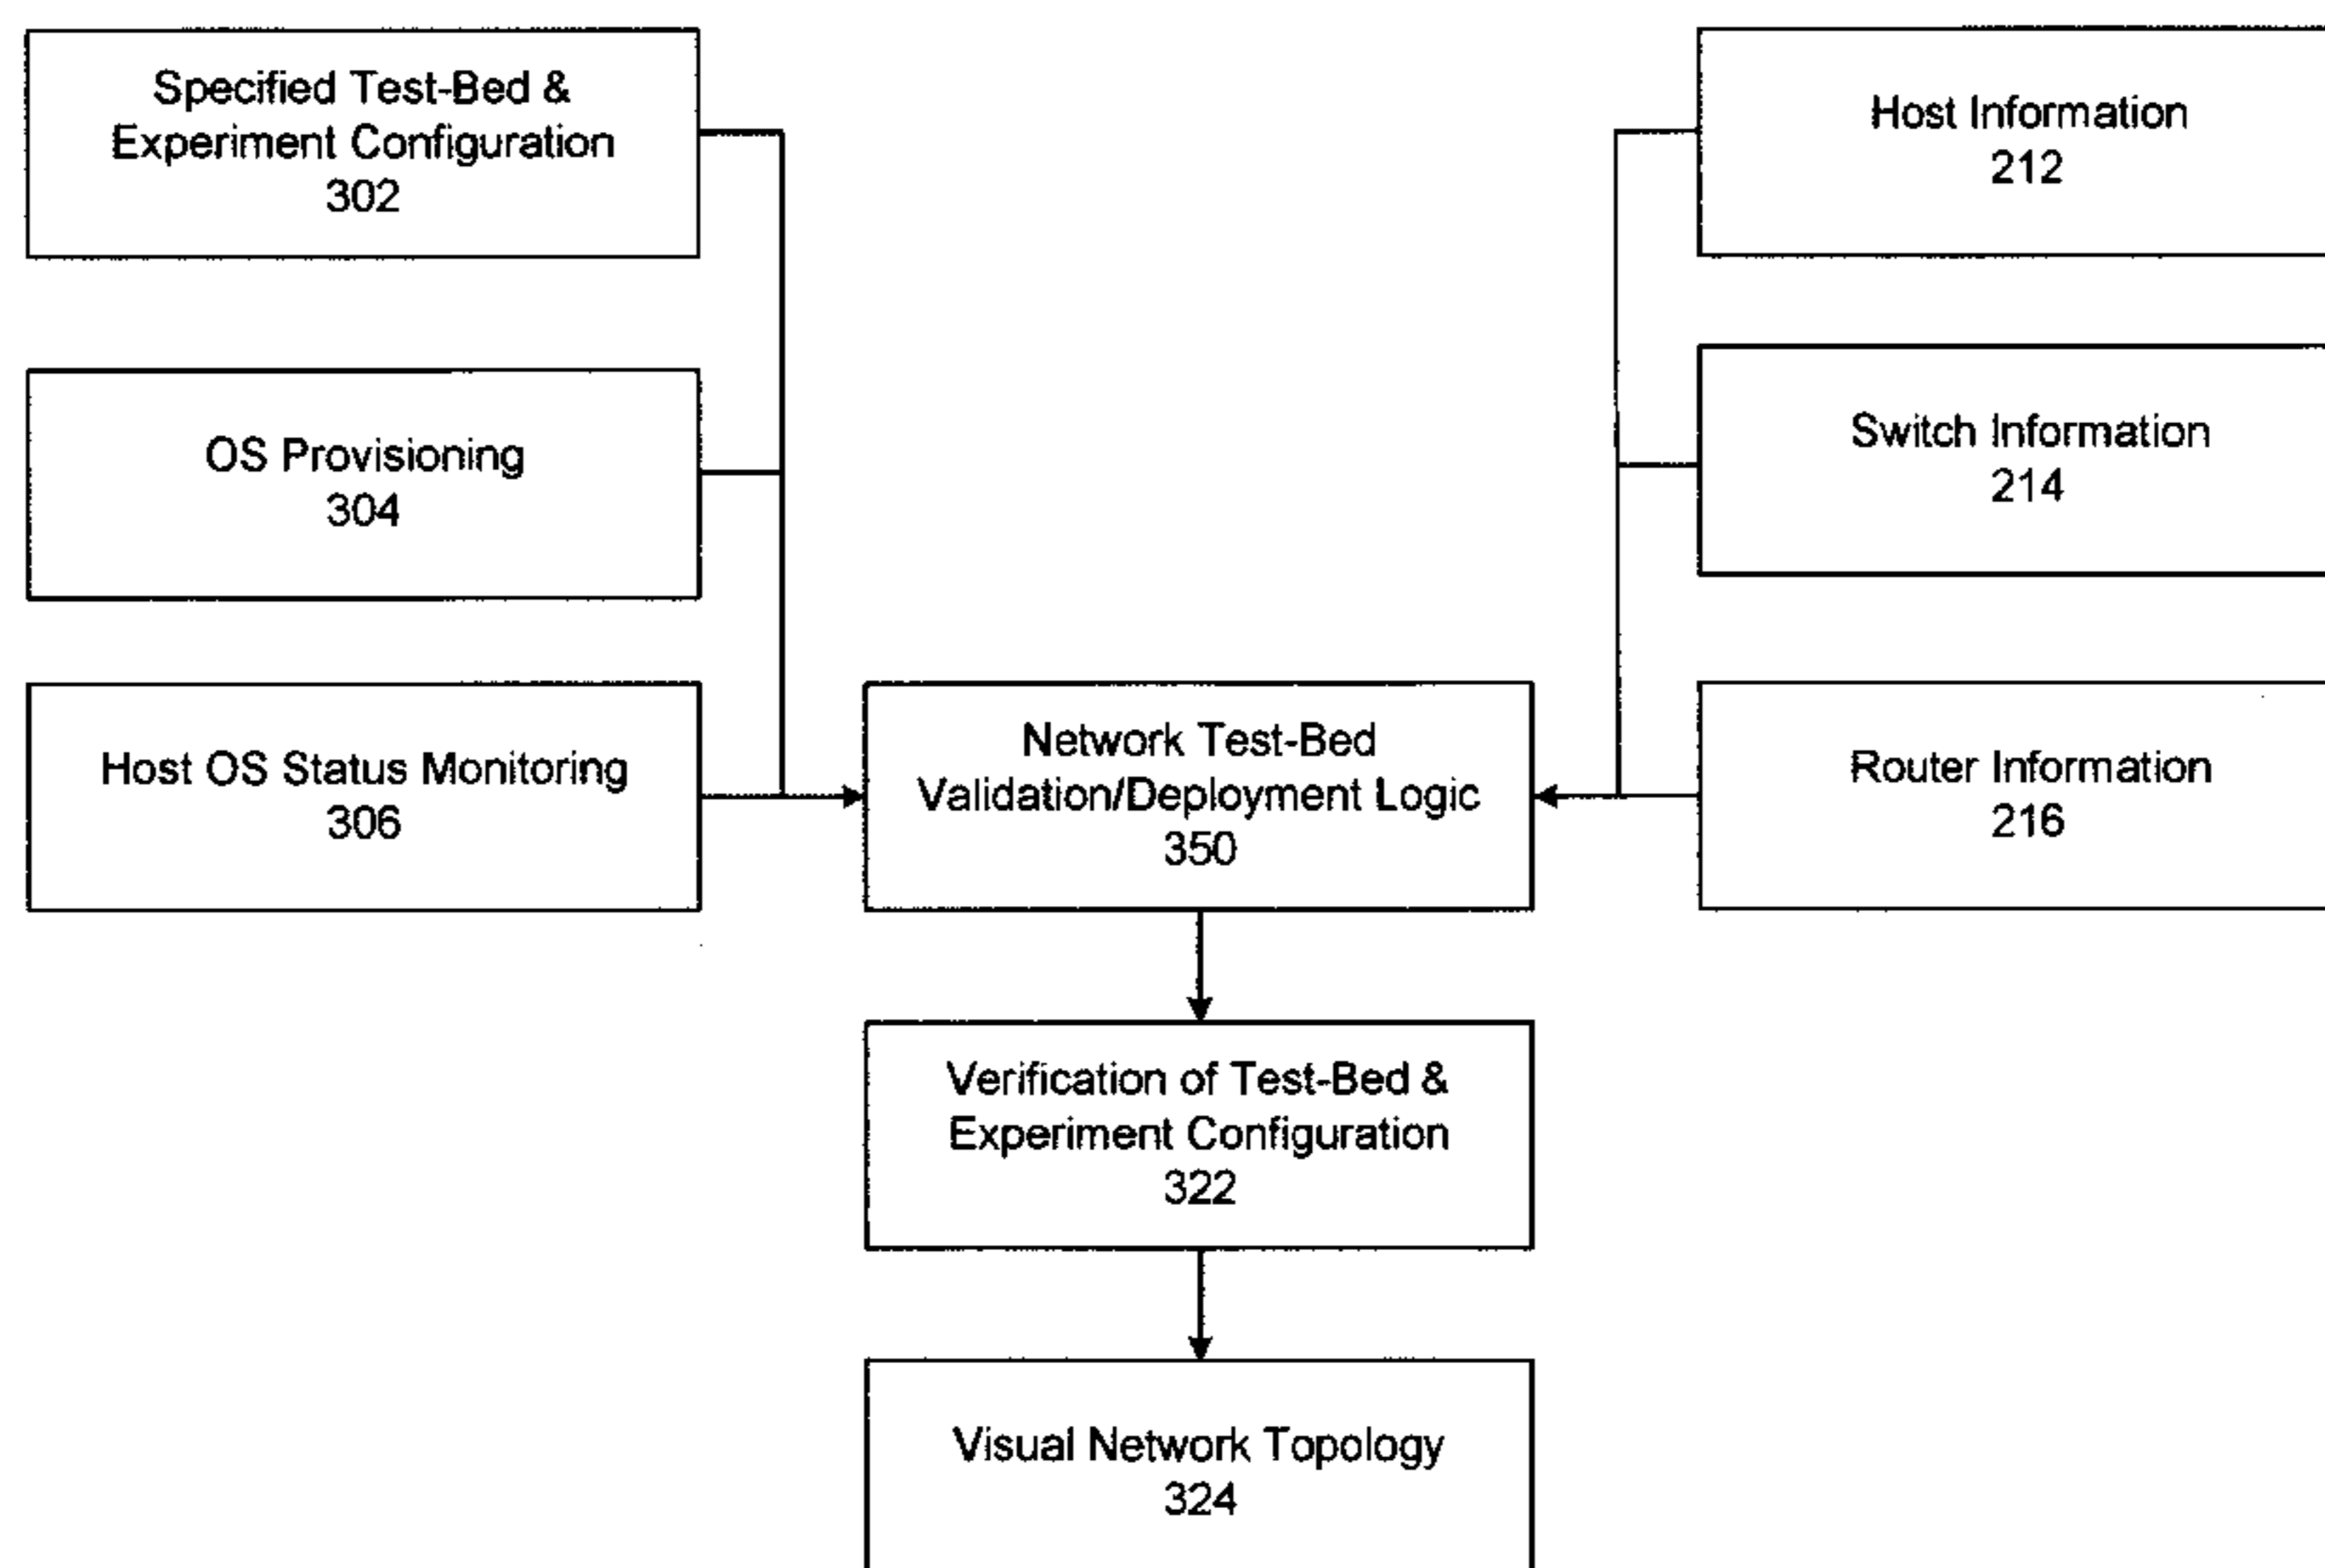 Specified Test-Bed &
Experiment Configuration
302
OS Provisioning
304
Host OS Status Monitoring
306
Network Test-Bed
Validation/Deployment Logic
350
Verification of Test-Bed &
Experiment Configuration
322
Visual Network Topology
324
Host Information
212
Switch Information
214
Router Information
216